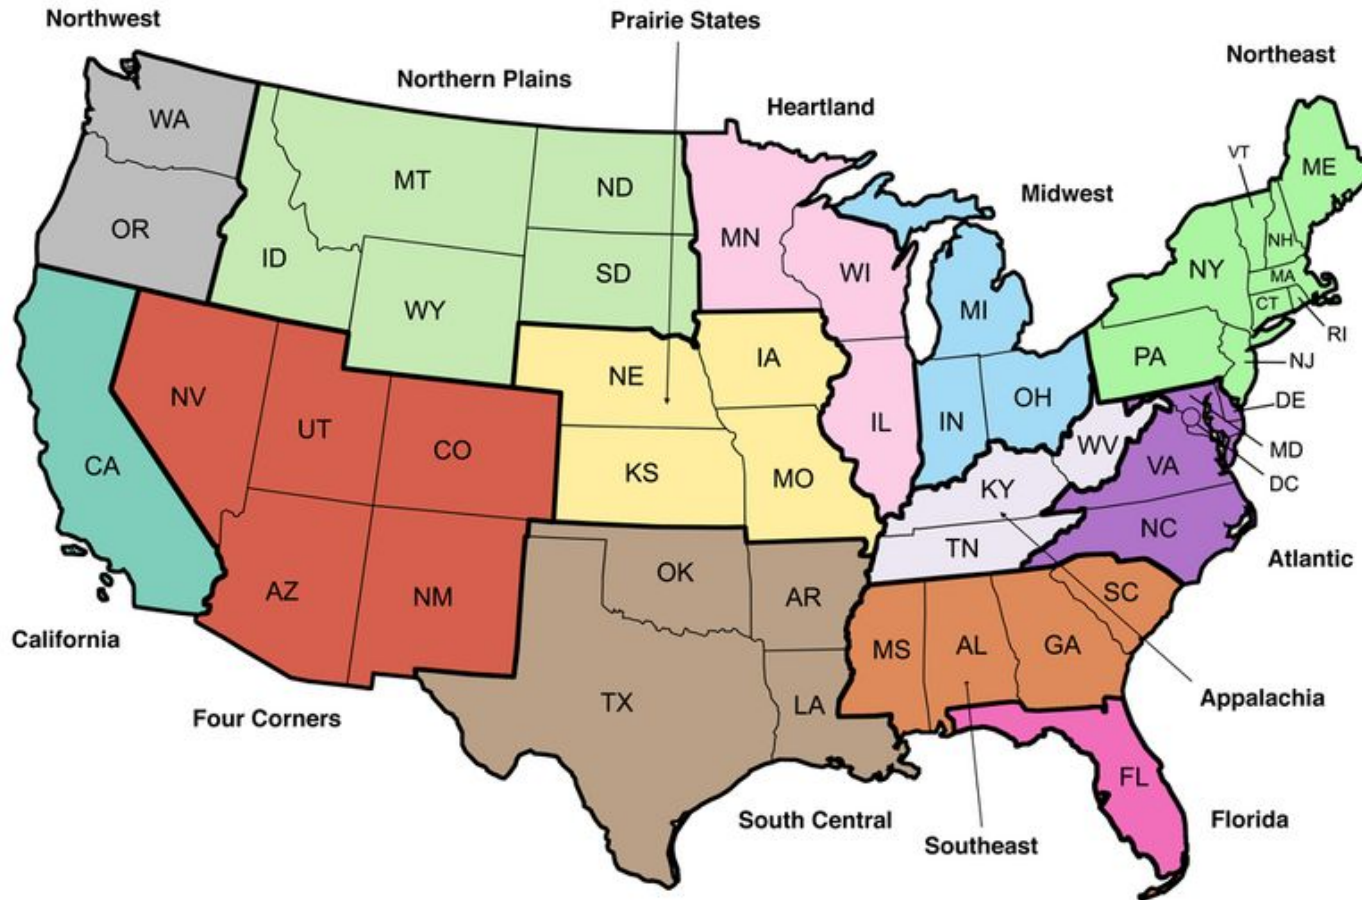 Northwest
Prairie States
Northeast
Northern Plains
Heartland
WA
VT
ME
MT
ND
Midwest
OR
MN
NH
ID
SD
WI
NY
MA
WY
MI
CT
RI
IA
PA
NJ
NE
NV
OH
DE
UT
IN
IL
CO
WV
MD
CA
KS
MO
VA
DC
KY
NC
TN
Atlantic
OK
AZ
NM
AR
SC
California
MS
AL
GA
Appalachia
TX
LA
Four Corners
FL
South Central
Florida
Southeast